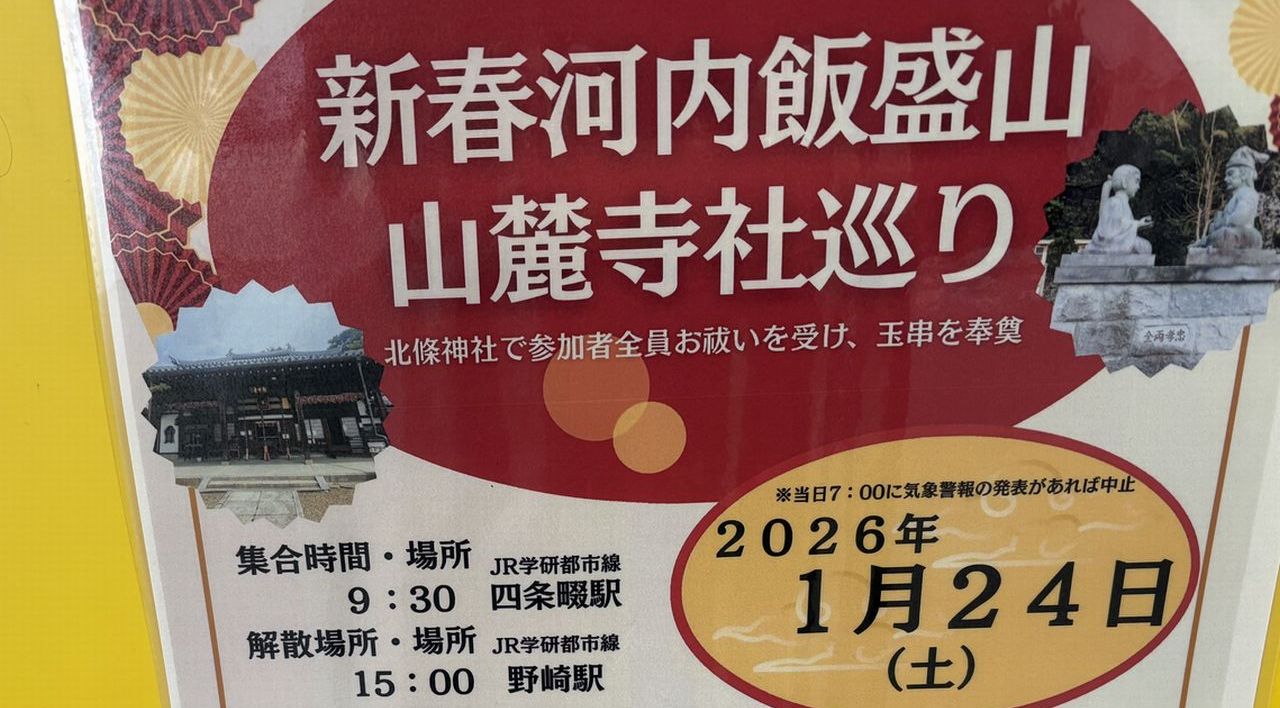 新春河内飯盛山
山麓寺社巡り
北條神社で参加者全員お祓いを受け、玉串を奉奠
※当日7：00に気象警報の発表があれば中止
2026年
1月24日
(土)
集合時間・場所 JR学研都市線
9：30 四条畷駅
解散場所・場所 JR学研都市線
15：00 野崎駅